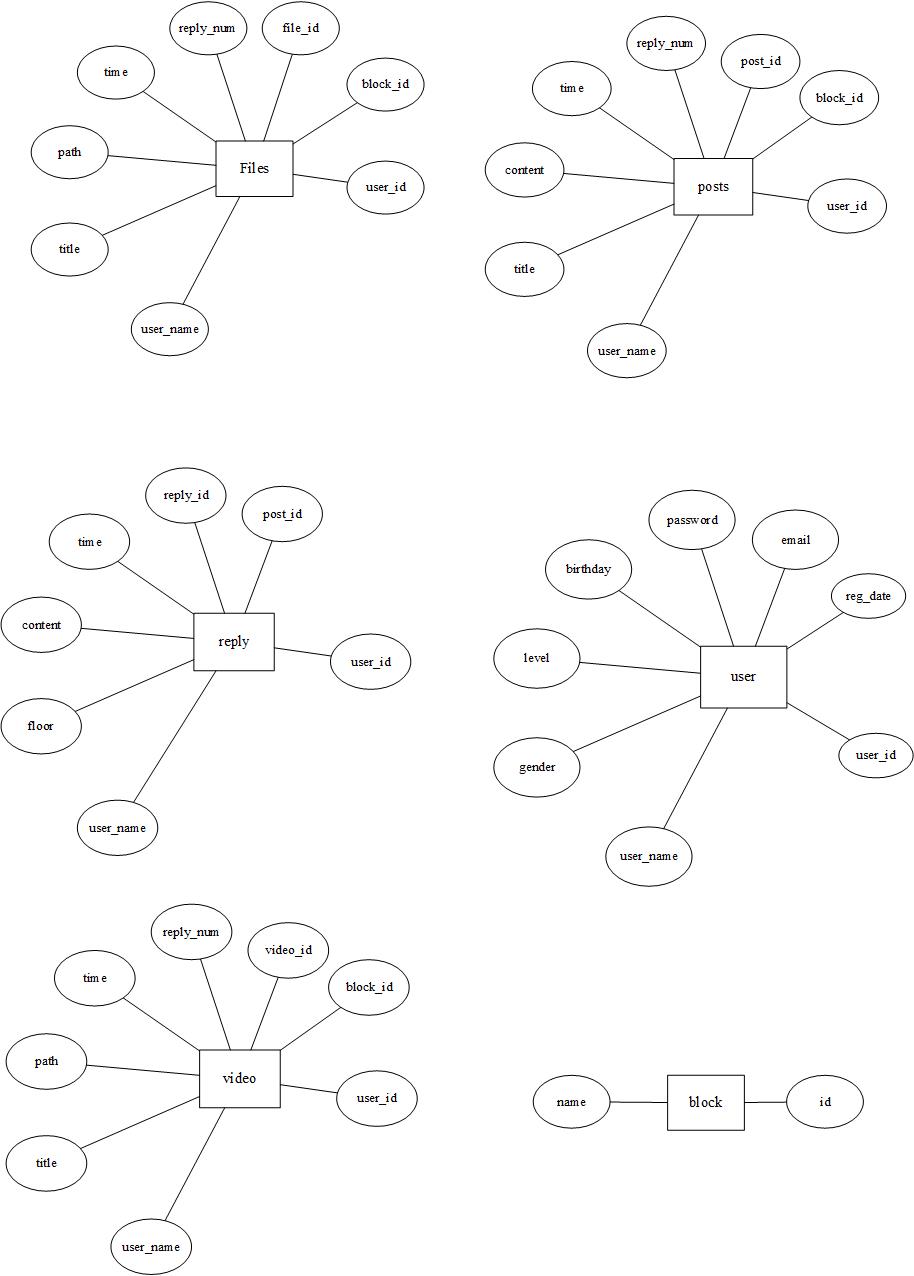 reply_num
file_id
time
block_id
path
Files
user_id
title
user_name
reply_num
post_id
time
block_id
content
posts
user_id
title
user_name
reply_id
post_id
time
content
reply
user_id
floor
user_name
password
email
birthday
reg_date
level
user
user_id
gender
user_name
reply_num
video_id
time
block_id
path
video
user_id
title
user_name
name
block
id